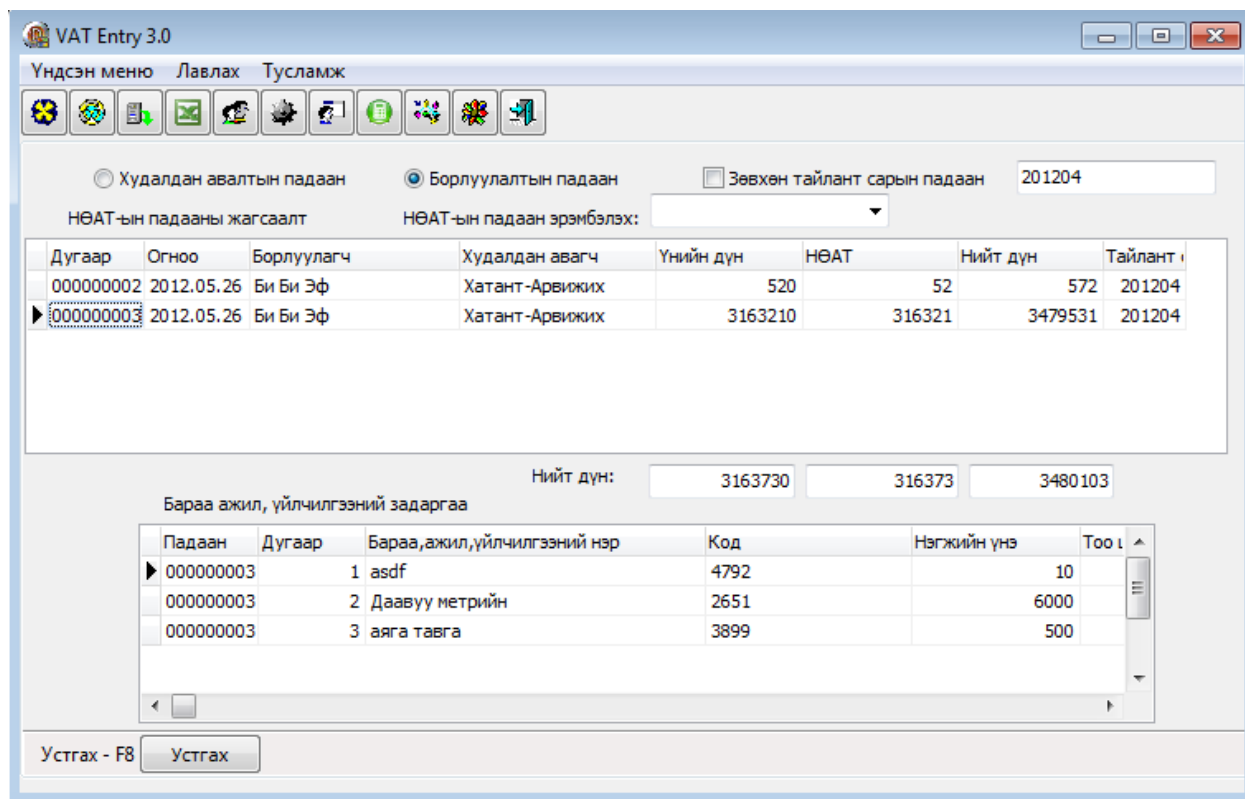 VAT Entry 3.0
Үндсэн меню Лавлах Тусламж
Худалдан авалтын падаан Борлуулалтын падаан Зөвхөн тайлант сарын падаан 201204
НӨАТ-ын падааны жагсаалт НӨАТ-ын падаан эрэмбэлэх:
Дугаар Огноо Борлуулагч Худалдан авагч Үнийн дүн НӨАТ Нийт дүн Тайлант
000000002 2012.05.26 Би Би Эф Хатант-Арвижих 520 52 572 201204
000000003 2012.05.26 Би Би Эф Хатант-Арвижих 3163210 316321 3479531 201204
Нийт дүн: 3163730 316373 3480103
Бараа ажил, үйлчилгээний задаргаа
Падаан Дугаар Бараа,ажил,үйлчилгээний нэр Код Нэгжийн үнэ Тоо
000000003 1 asdf 4792 10
000000003 2 Даавуу метрийн 2651 6000
000000003 3 аяга тавга 3899 500
Устгах - F8 Устгах